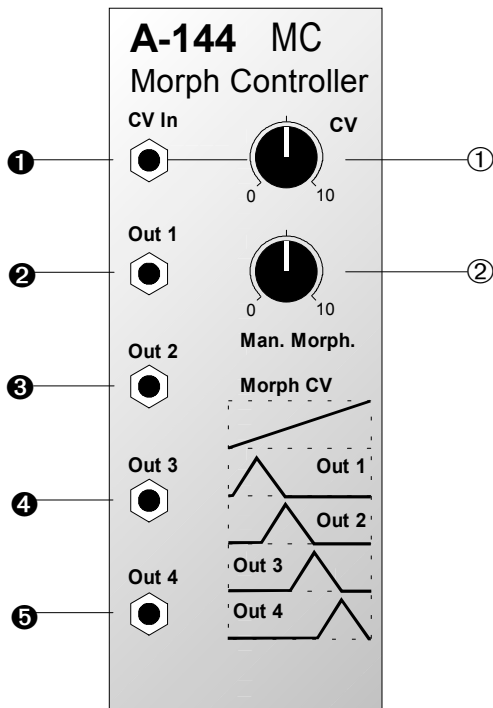 A-144 MC
Morph Controller
CV In
CV
❶
①
0
10
Out 1
❷
②
0
10
Man. Morph.
Out 2
❸
Morph CV
Out 3
❹
Out 1
Out 2
Out 3
Out 4
❺
Out 4